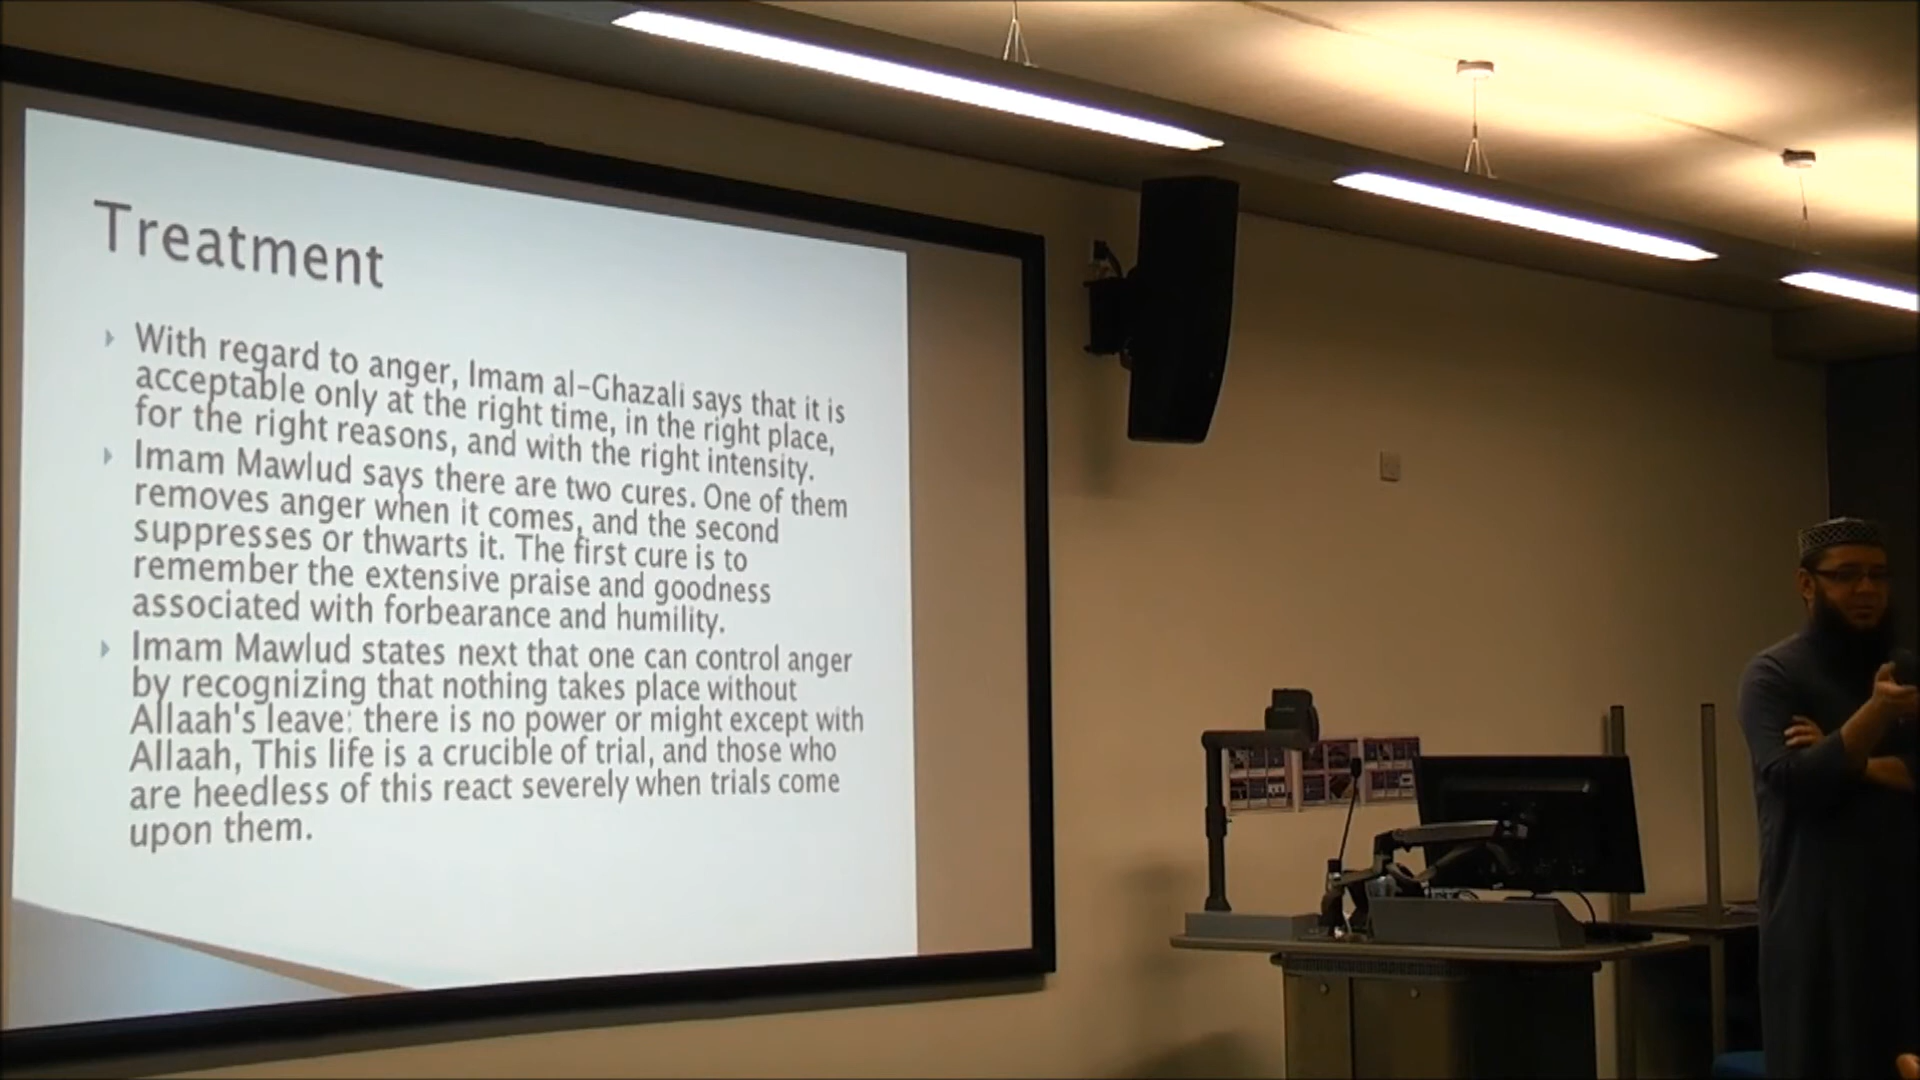 Treatment
With regard to anger, Imam al-Ghazali says that it is
acceptable only at the right time, in the right place,
for the right reasons, and with the right intensity.
Imam Mawlud says there are two cures. One of them
removes anger when it comes, and the second
suppresses or thwarts it. The first cure is to
remember the extensive praise and goodness
associated with forbearance and humility.
Imam Mawlud states next that one can control anger
by recognizing that nothing takes place without
Allaah's leave: there is no power or might except with
Allaah, This life is a crucible of trial, and those who
are heedless of this react severely when trials come
upon them.